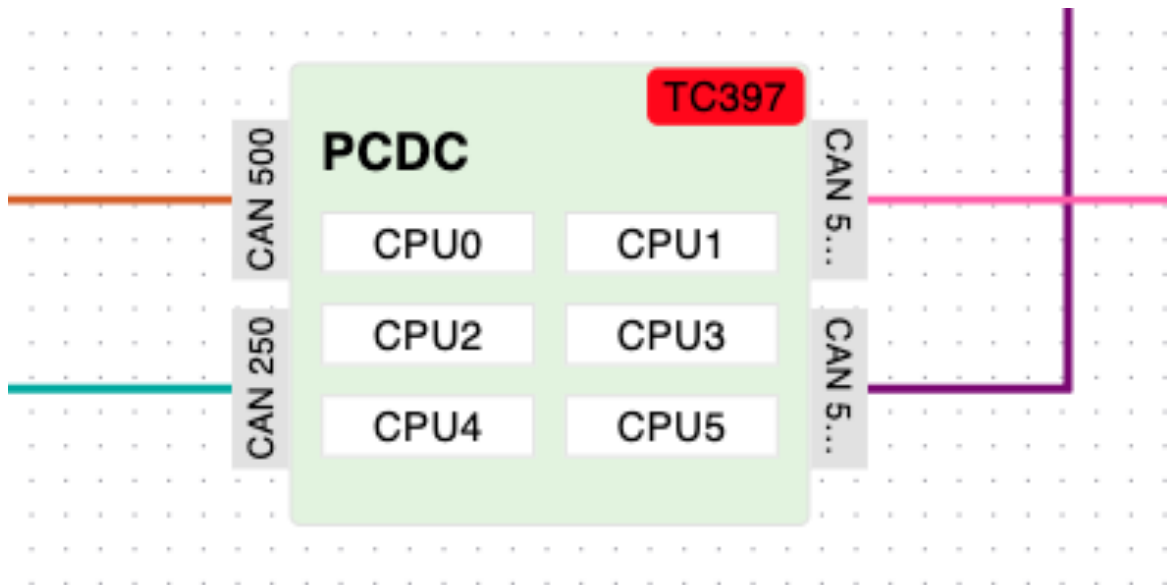 TC397
PCDC
CAN 500
CAN 250
CPU0
CPU1
CPU2
CPU3
CPU4
CPU5
CAN 5...
CAN 5...